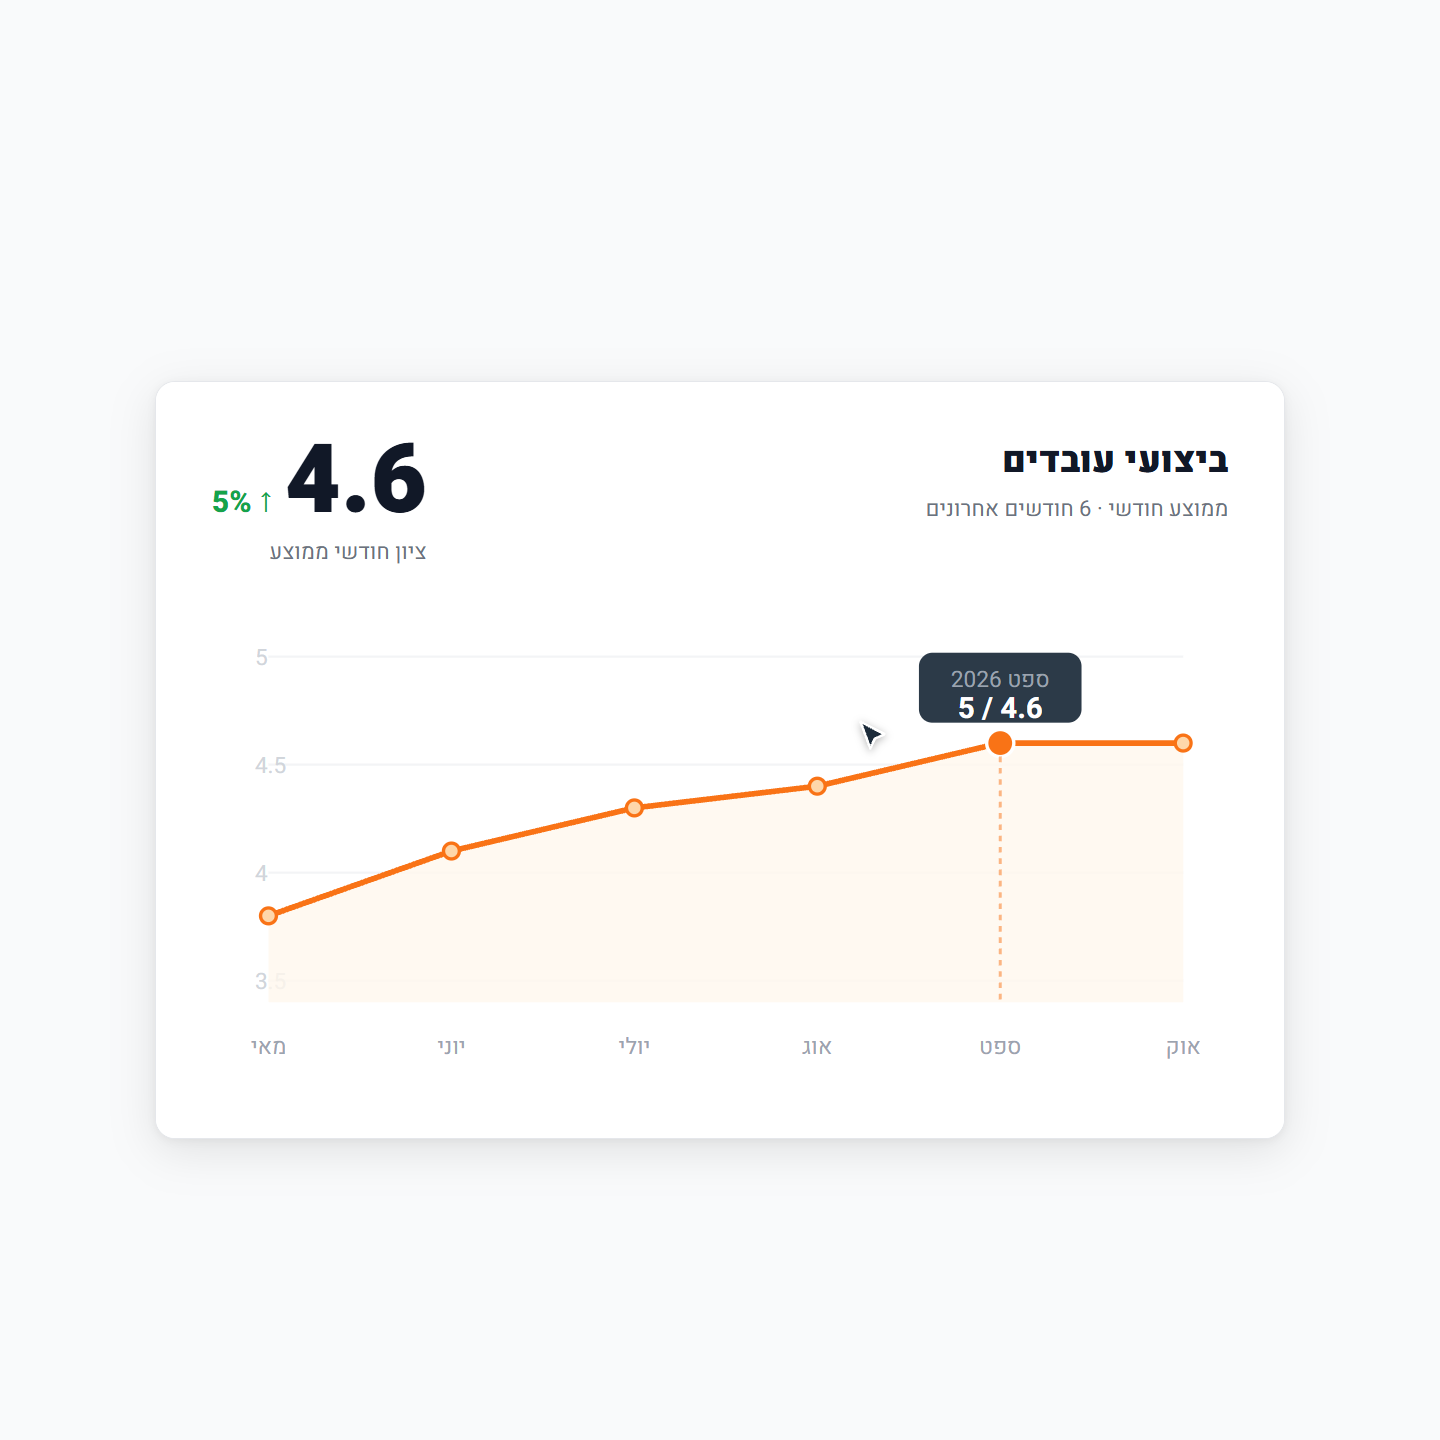 ביצועי עובדים
ממוצע חודשי · 6 חודשים אחרונים
4.6 ↑ 5%
ציון חודשי ממוצע
5
4.5
4
3.5
ספט 2026
4.6 / 5
אוק
ספט
אוג
יולי
יוני
מאי